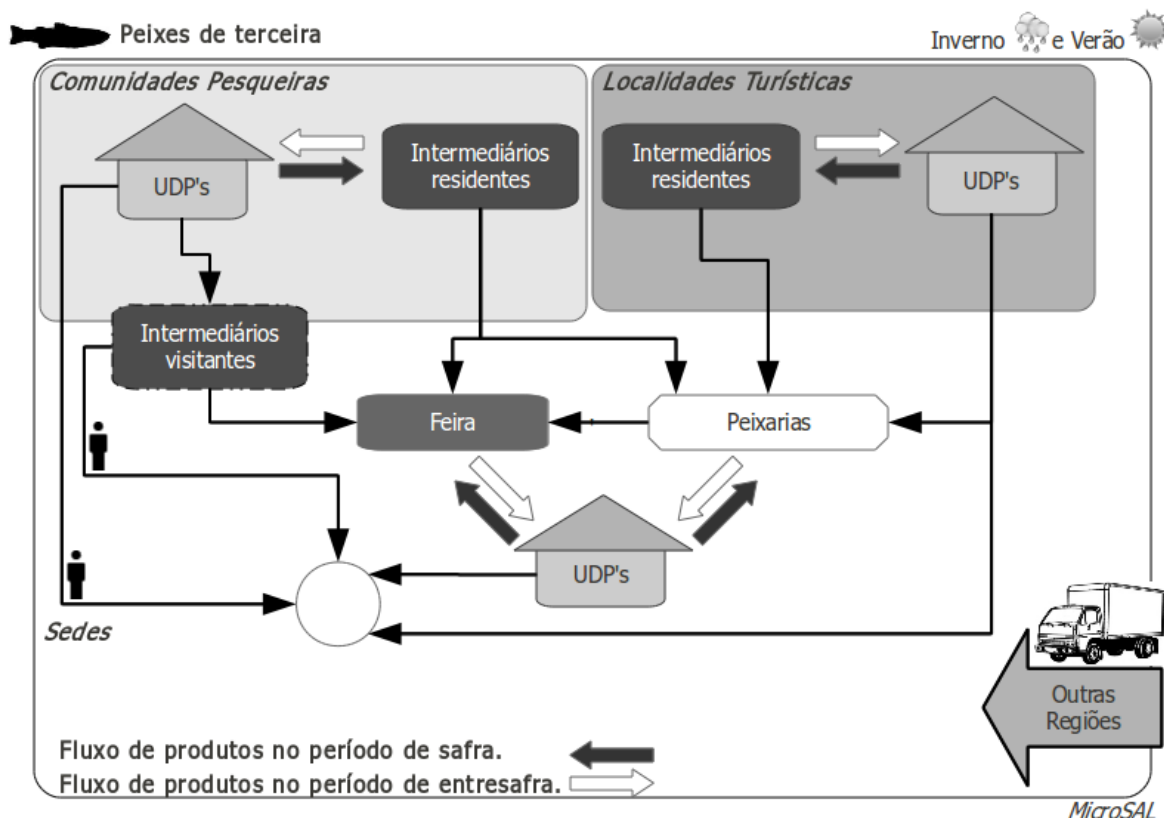 Peixes de terceira
Inverno e Verão
Comunidades Pesqueiras
Localidades Turísticas
UDP's
Intermediários
residentes
Intermediários
residentes
UDP's
Intermediários
visitantes
Feira
Peixarias
UDP's
Sedes
Outras
Regiões
Fluxo de produtos no período de safra.
Fluxo de produtos no período de entresafra.
MicroSAL